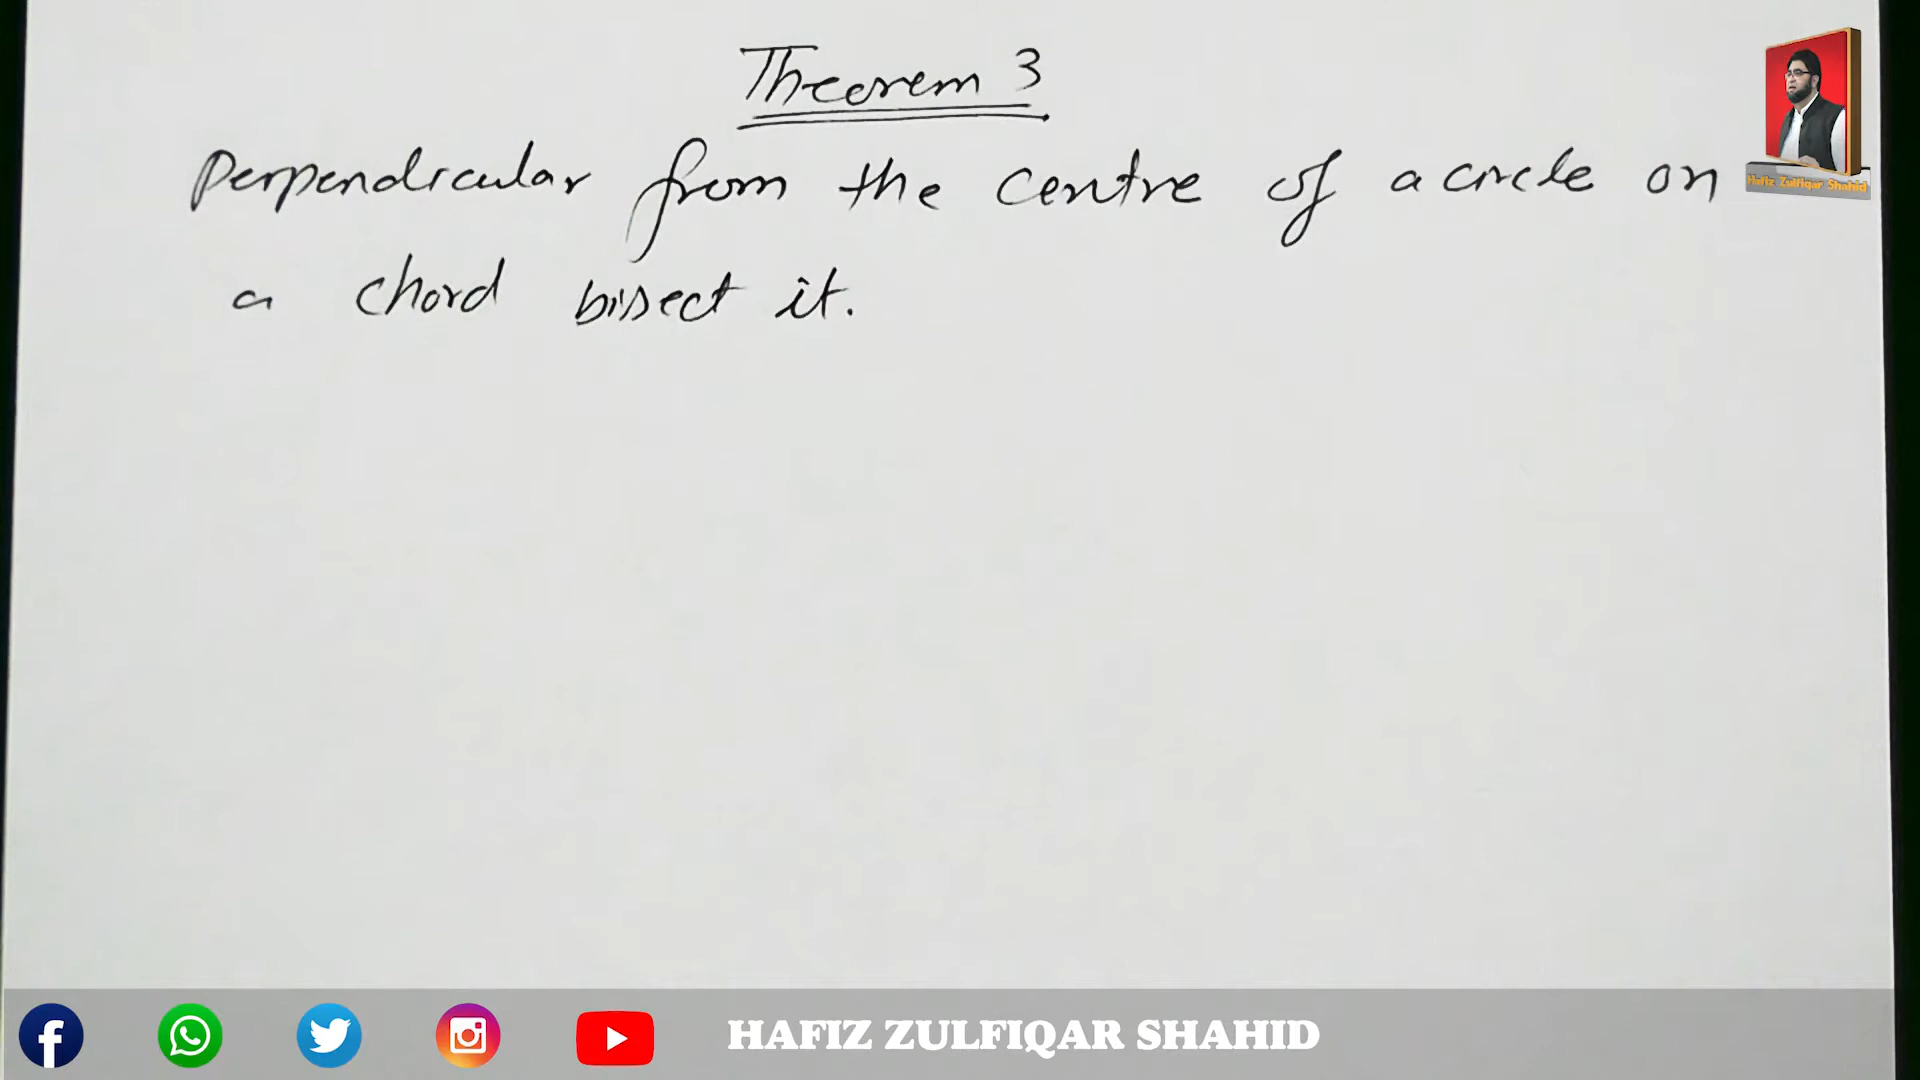 Theorem 3
Perpendicular from the centre of a circle on
a chord bisect it.
Hafiz Zulfiqar Shahid
HAFIZ ZULFIQAR SHAHID